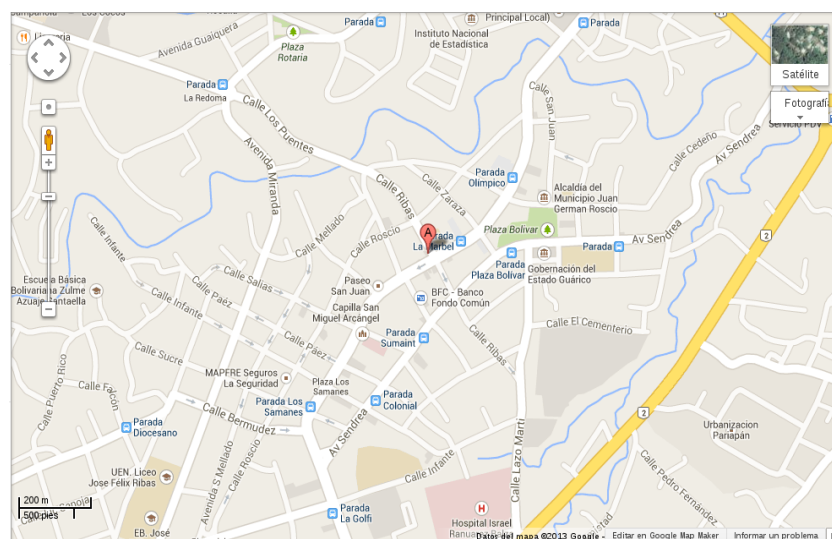 Los Cocos
Avenida Guaiquera
Plaza
Rotaria
Parada
Instituto Nacional
de Estadística
Principal Local)
Parada
Satélite
Fotografía
Servicio PDV
Parada
La Redoma
Calle Los Puentes
Avenida Miranda
Calle San Juan
Calle Cedeño
Av Sendrea
Parada
Olimpico
Calle Ribas
Calle Zaraza
Alcaldía del
Municipio Juan
German Roscio
Calle Mellado
Calle Roscio
A
Parada
La Marbel
Plaza Bolivar
Av Sendrea
2
Parada
Plaza Bolívar
Parada
Gobernación del
Estado Guárico
Calle Infante
Calle Salias
Escuela Básica
Bolivariana Zulme
Calle Páez
Calle Infante
Paseo
San Juan
BFC - Banco
Fondo Común
Capilla San
Miguel Arcángel
Parada
Sumaint
Calle El Cementerio
Calle Ribas
Calle Páez
Calle Sucre
MAPFRE Seguros
La Seguridad
Plaza Los
Samanes
Calle Puerto Rico
Calle Falcón
Parada Los
Samanes
Parada
Colonial
2
Calle Bermudez
Parada
Diocesano
Av Sendrea
Urbanizacion
Pariapán
Calle Lazo Martí
Calle Infante
UEN. Liceo
Jose Félix Ribas
Avenida S Mellado
Calle Roscio
Calle Pedro Fernández
200 m
500 pies
Parada
La Golfi
H
Hospital Israel
EB. José
Datos del mapa ©2013 Google -
Editar en Google Map Maker
Informar un problema